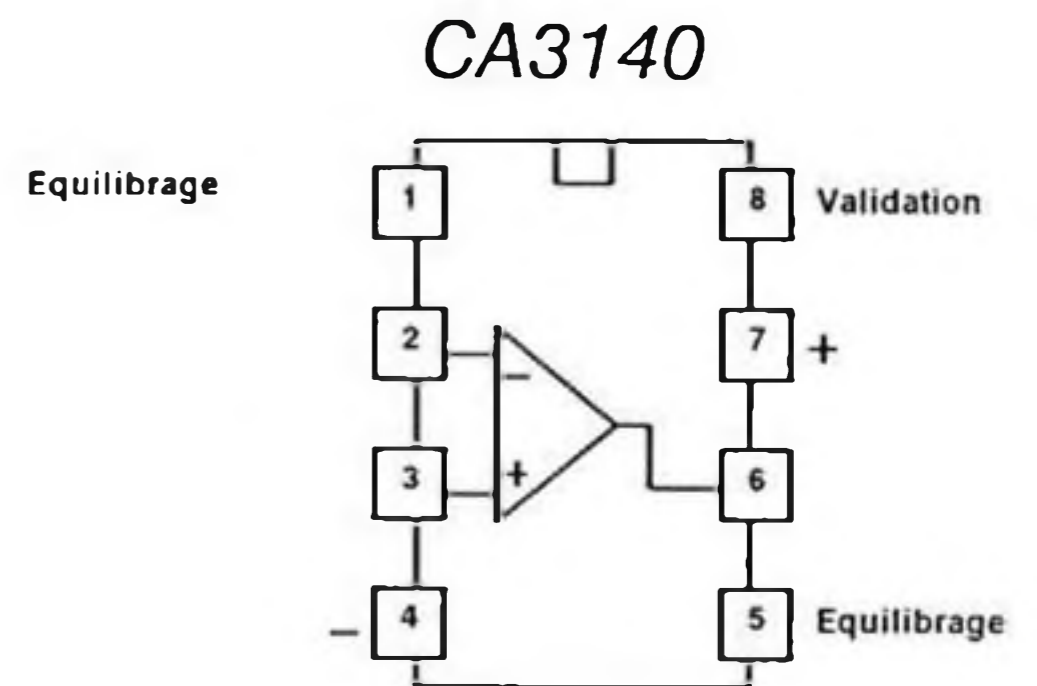 CA3140
Equilibrage 1 8 Validation
2 7 +
-
3 + 6
- 4 5 Equilibrage